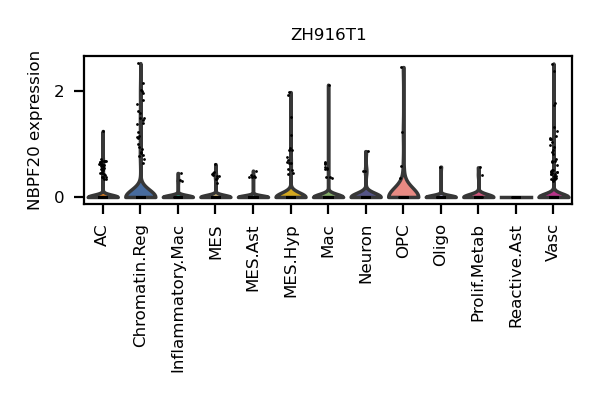 ZH916T1
NBPF20 expression
2
0
AC
Chromatin.Reg
Inflammatory.Mac
MES
MES.Ast
MES.Hyp
Mac
Neuron
OPC
Oligo
Prolif.Metab
Reactive.Ast
Vasc